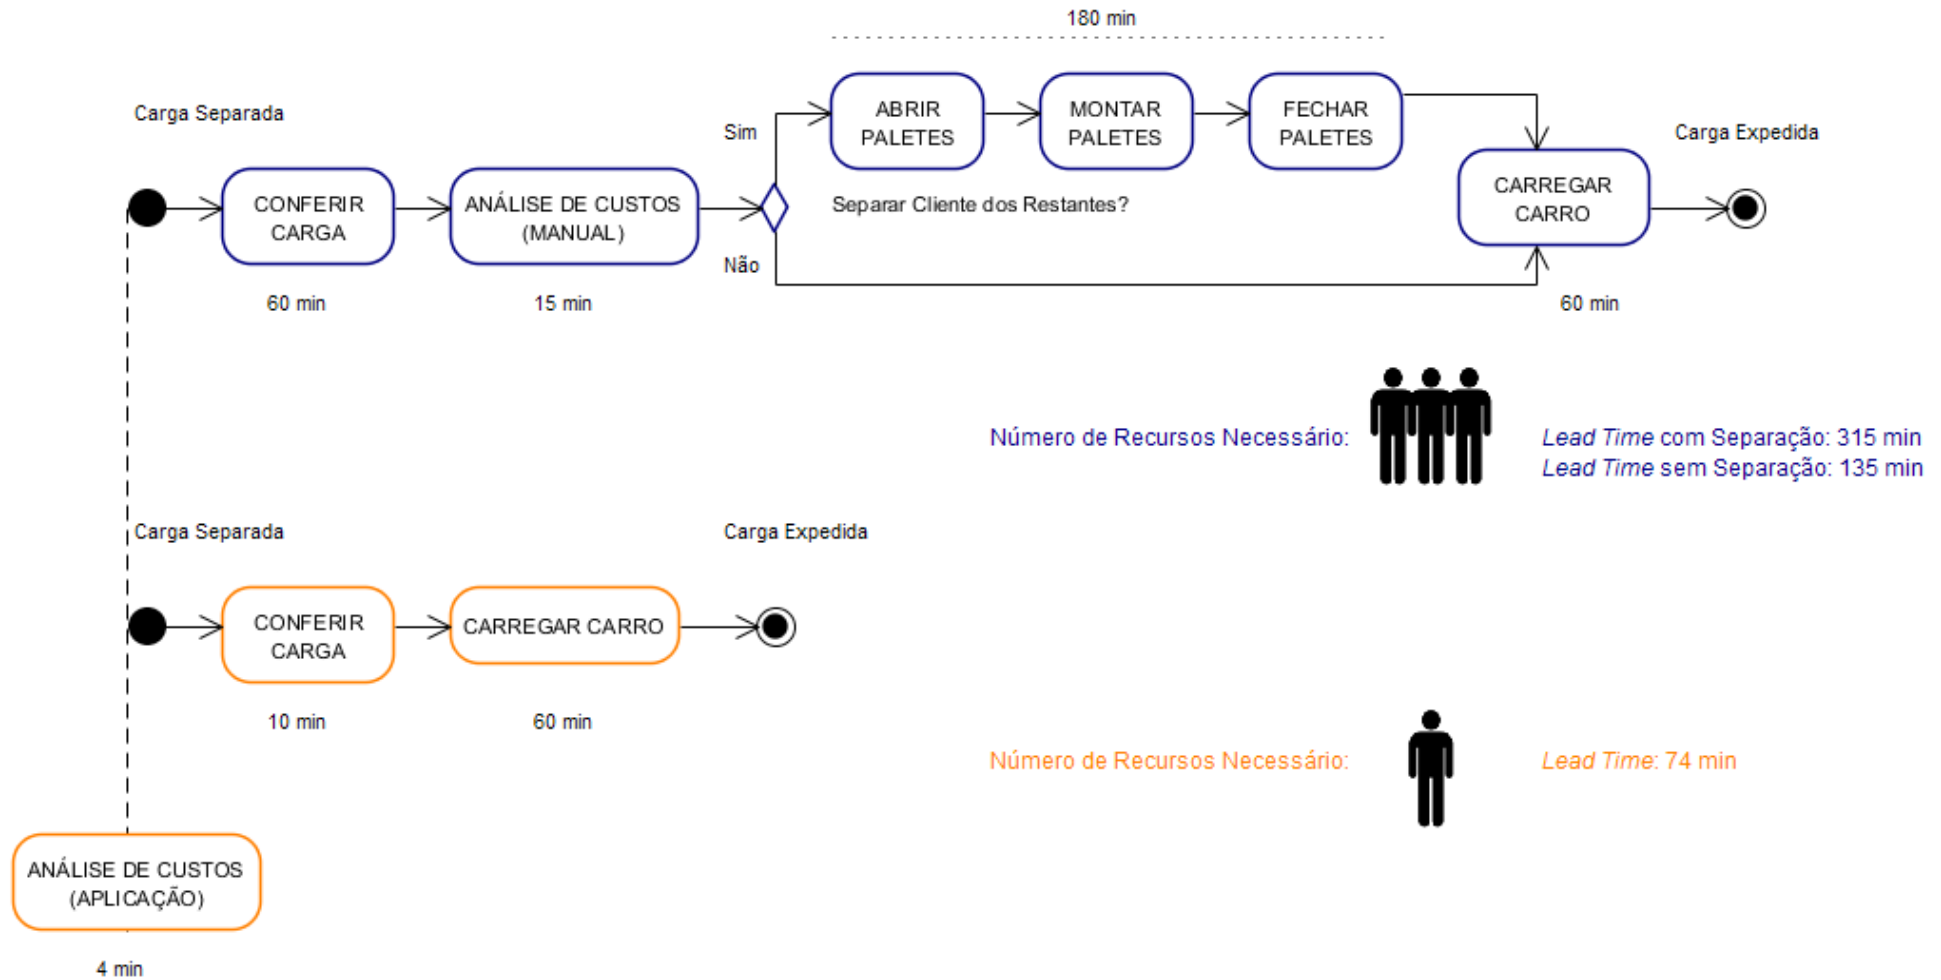 180 min
Carga Separada
Sim
ABRIR
PALETES
MONTAR
PALETES
FECHAR
PALETES
Carga Expedida
CONFERIR
CARGA
ANÁLISE DE CUSTOS
(MANUAL)
Separar Cliente dos Restantes?
CARREGAR
CARRO
Não
60 min
15 min
60 min
Número de Recursos Necessário:
Lead Time com Separação: 315 min
Lead Time sem Separação: 135 min
Carga Separada
Carga Expedida
CONFERIR
CARGA
CARREGAR CARRO
10 min
60 min
Número de Recursos Necessário:
Lead Time: 74 min
ANÁLISE DE CUSTOS
(APLICAÇÃO)
4 min